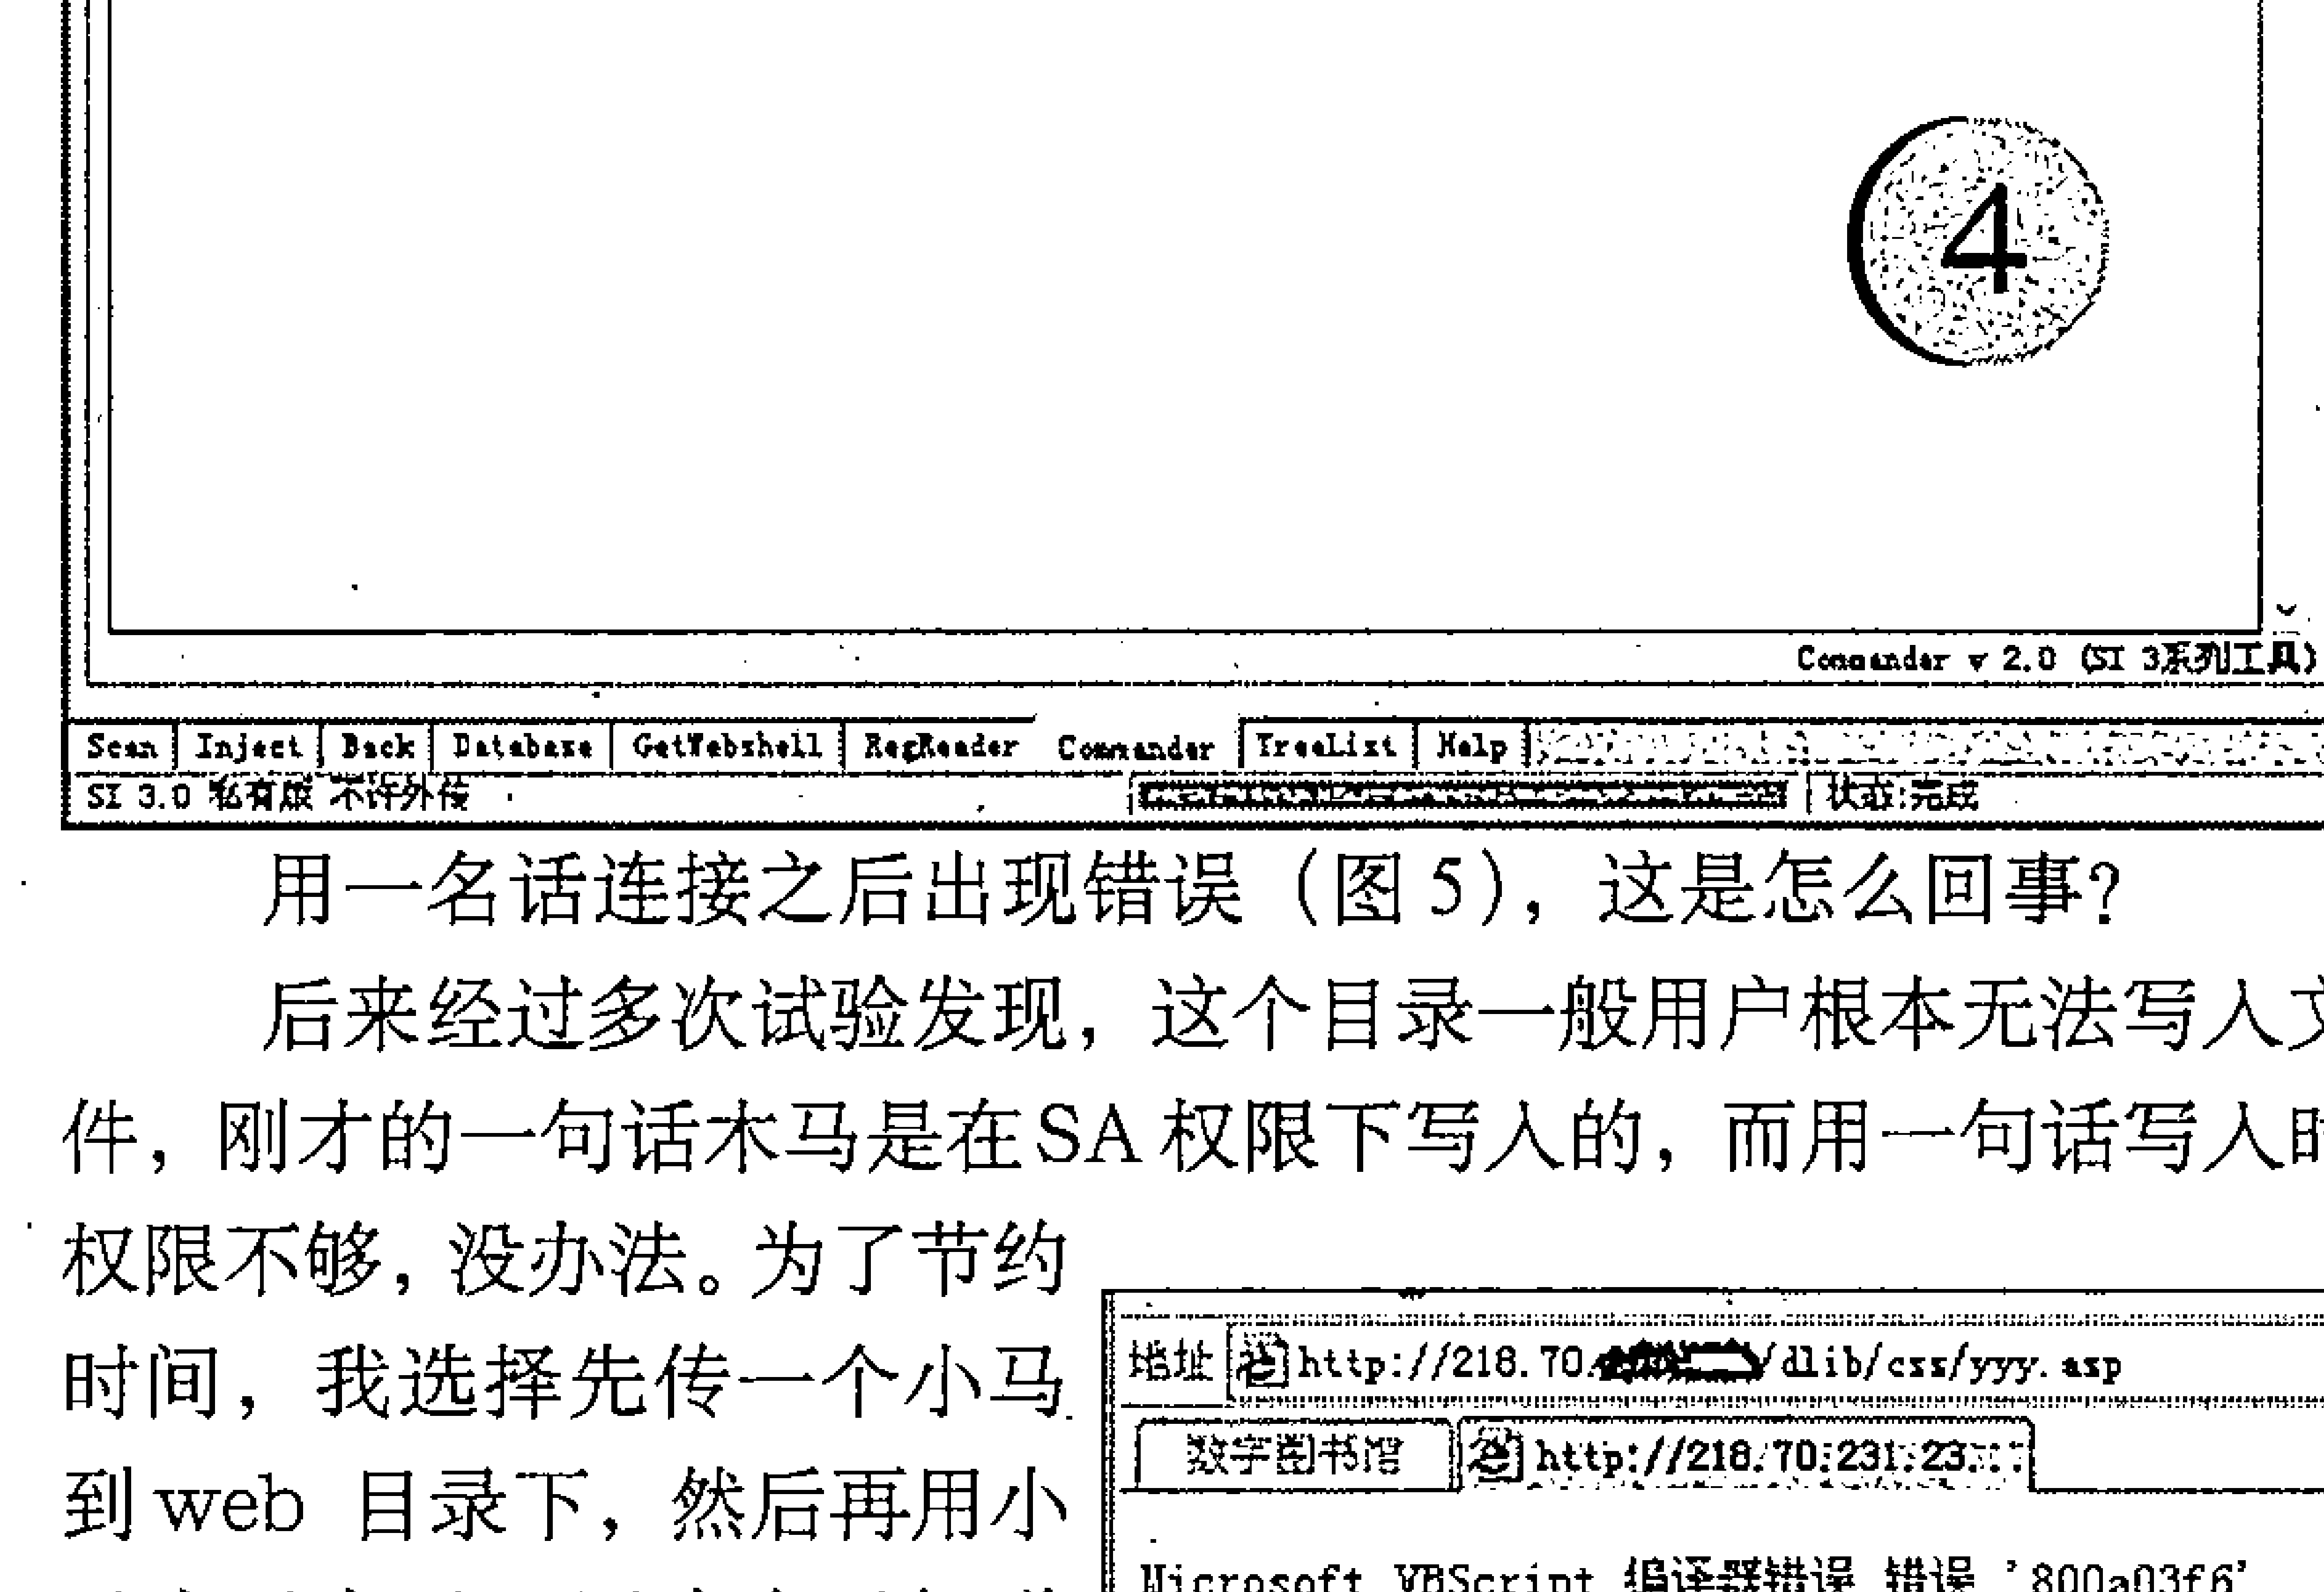 4
Commander v 2.0 (SI 3系列工具)
Scan Inject Back Database GetWebshell RegReader Commander TreeList Help
SI 3.0 私有版 不许外传 状态:完成
用一名话连接之后出现错误（图 5），这是怎么回事？
后来经过多次试验发现，这个目录一般用户根本无法写入文
件，刚才的一句话木马是在 SA 权限下写入的，而用一句话写入时
权限不够，没办法。为了节约
时间，我选择先传一个小马
到 web 目录下，然后再用小
地址 http://218.70. /dlib/css/yyy.asp
数字图书馆 http://218.70.231.23...
Microsoft VBScript 编译器错误 错误 '800a03f6'